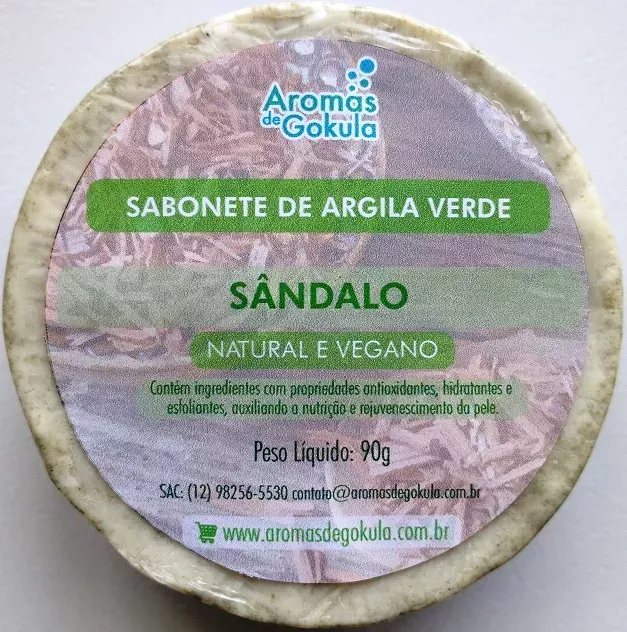 Aromas
de Gokula
SABONETE DE ARGILA VERDE
SÂNDALO
NATURAL E VEGANO
Contém ingredientes com propriedades antioxidantes, hidratantes e
esfoliantes, auxiliando a nutrição e rejuvenescimento da pele.
Peso Líquido: 90g
SAC: (12) 98256-5530 contato@aromasdegokula.com.br
www.aromasdegokula.com.br